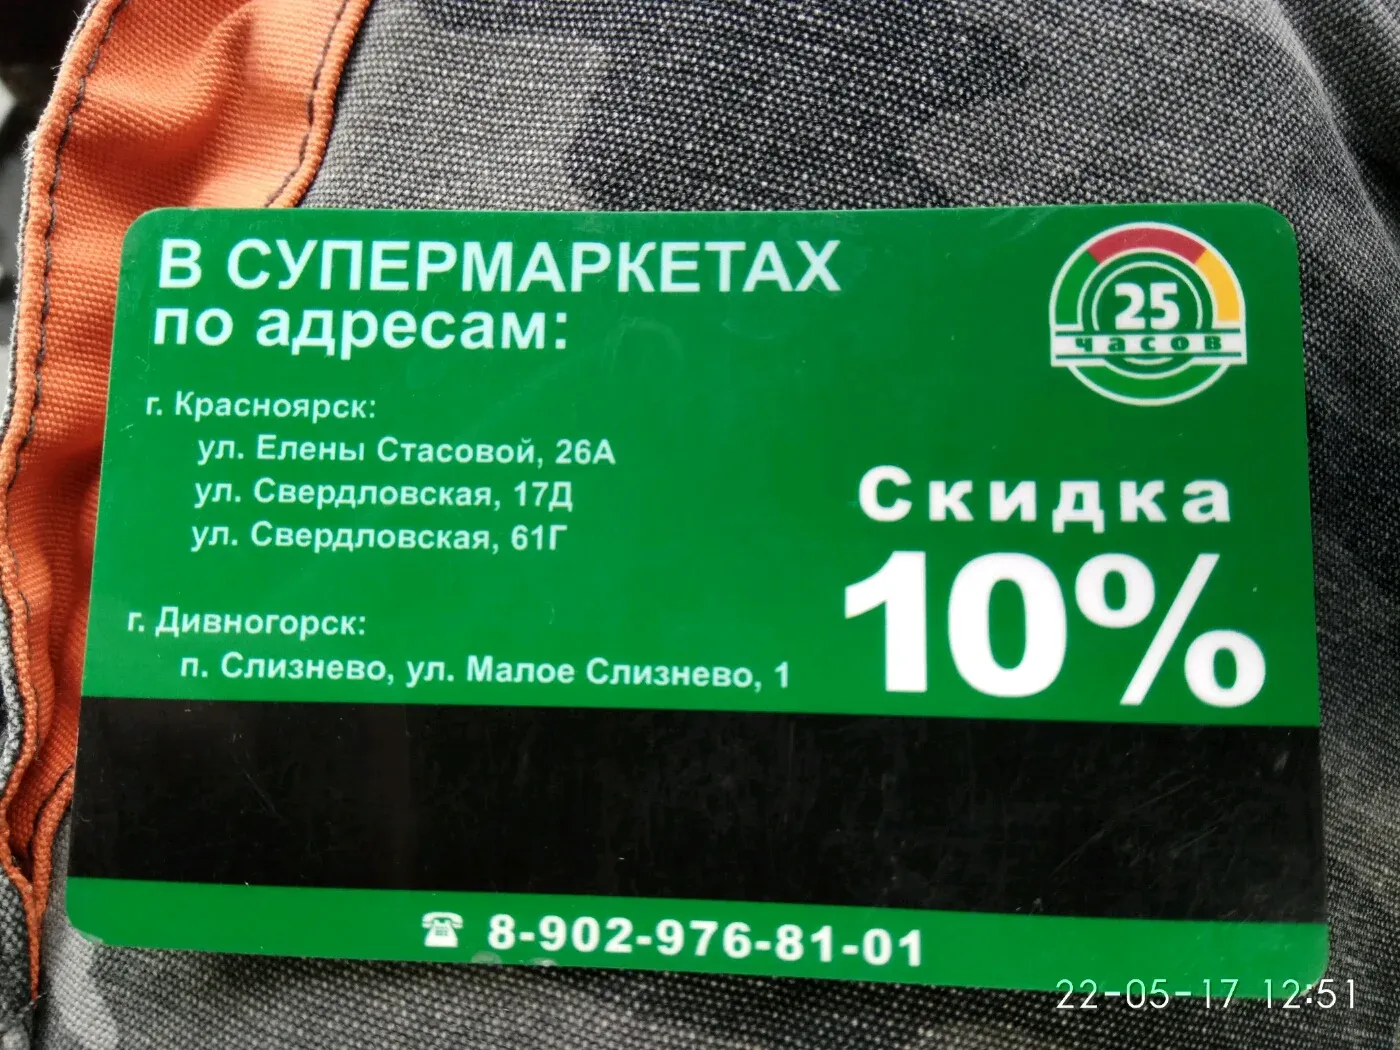 В СУПЕРМАРКЕТАХ
по адресам:
25
часов
г. Красноярск:
ул. Елены Стасовой, 26А
ул. Свердловская, 17Д
ул. Свердловская, 61Г
Скидка
10%
г. Дивногорск:
п. Слизнево, ул. Малое Слизнево, 1
☎ 8-902-976-81-01
22-05-17 12:51